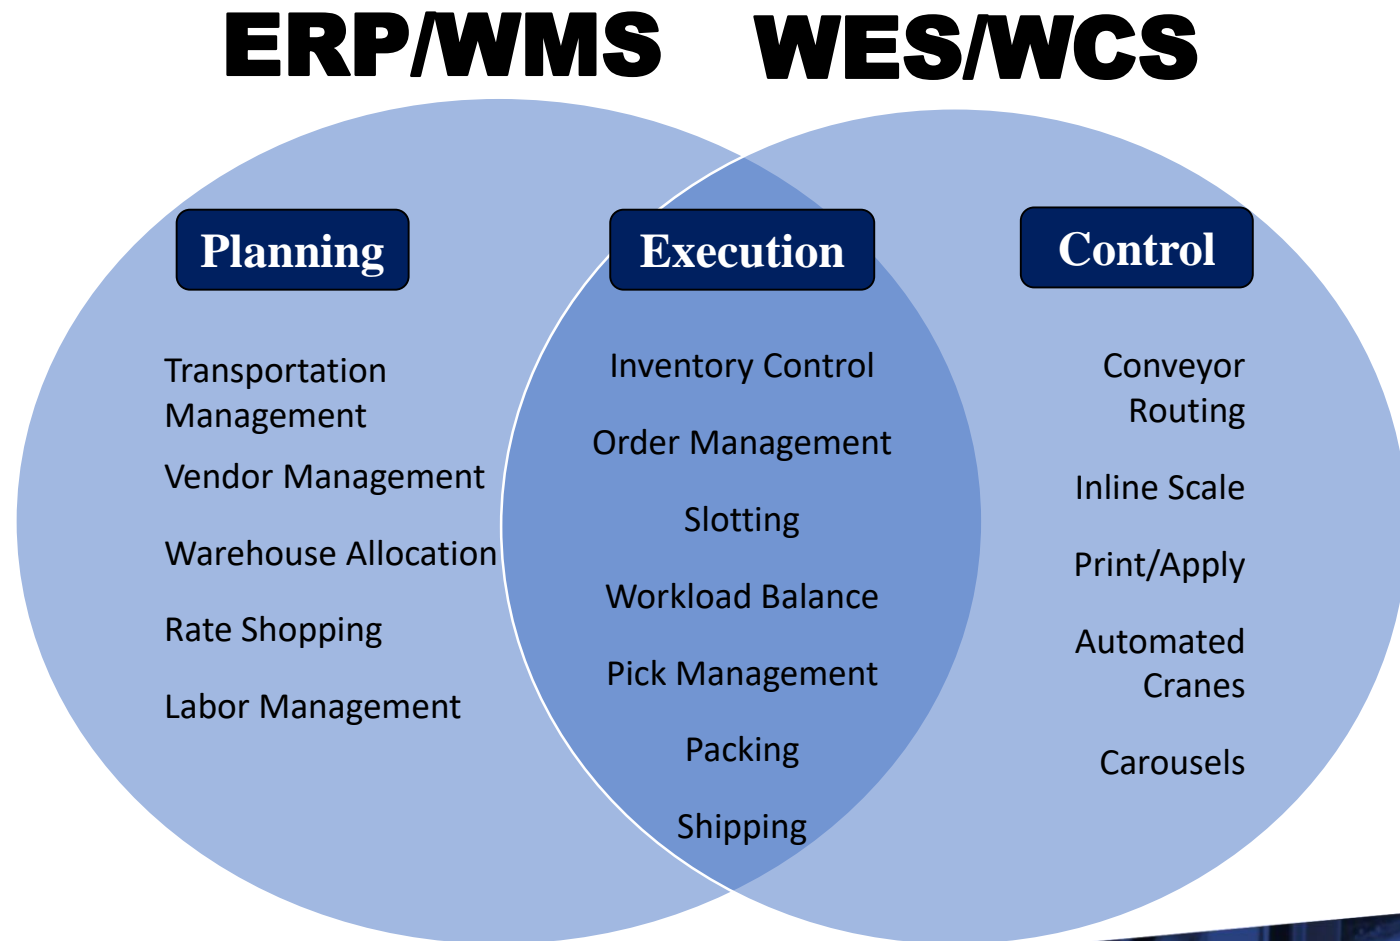 ERP/WMS WES/WCS
Planning
Transportation
Management
Vendor Management
Warehouse Allocation
Rate Shopping
Labor Management
Execution
Inventory Control
Order Management
Slotting
Workload Balance
Pick Management
Packing
Shipping
Control
Conveyor
Routing
Inline Scale
Print/Apply
Automated
Cranes
Carousels